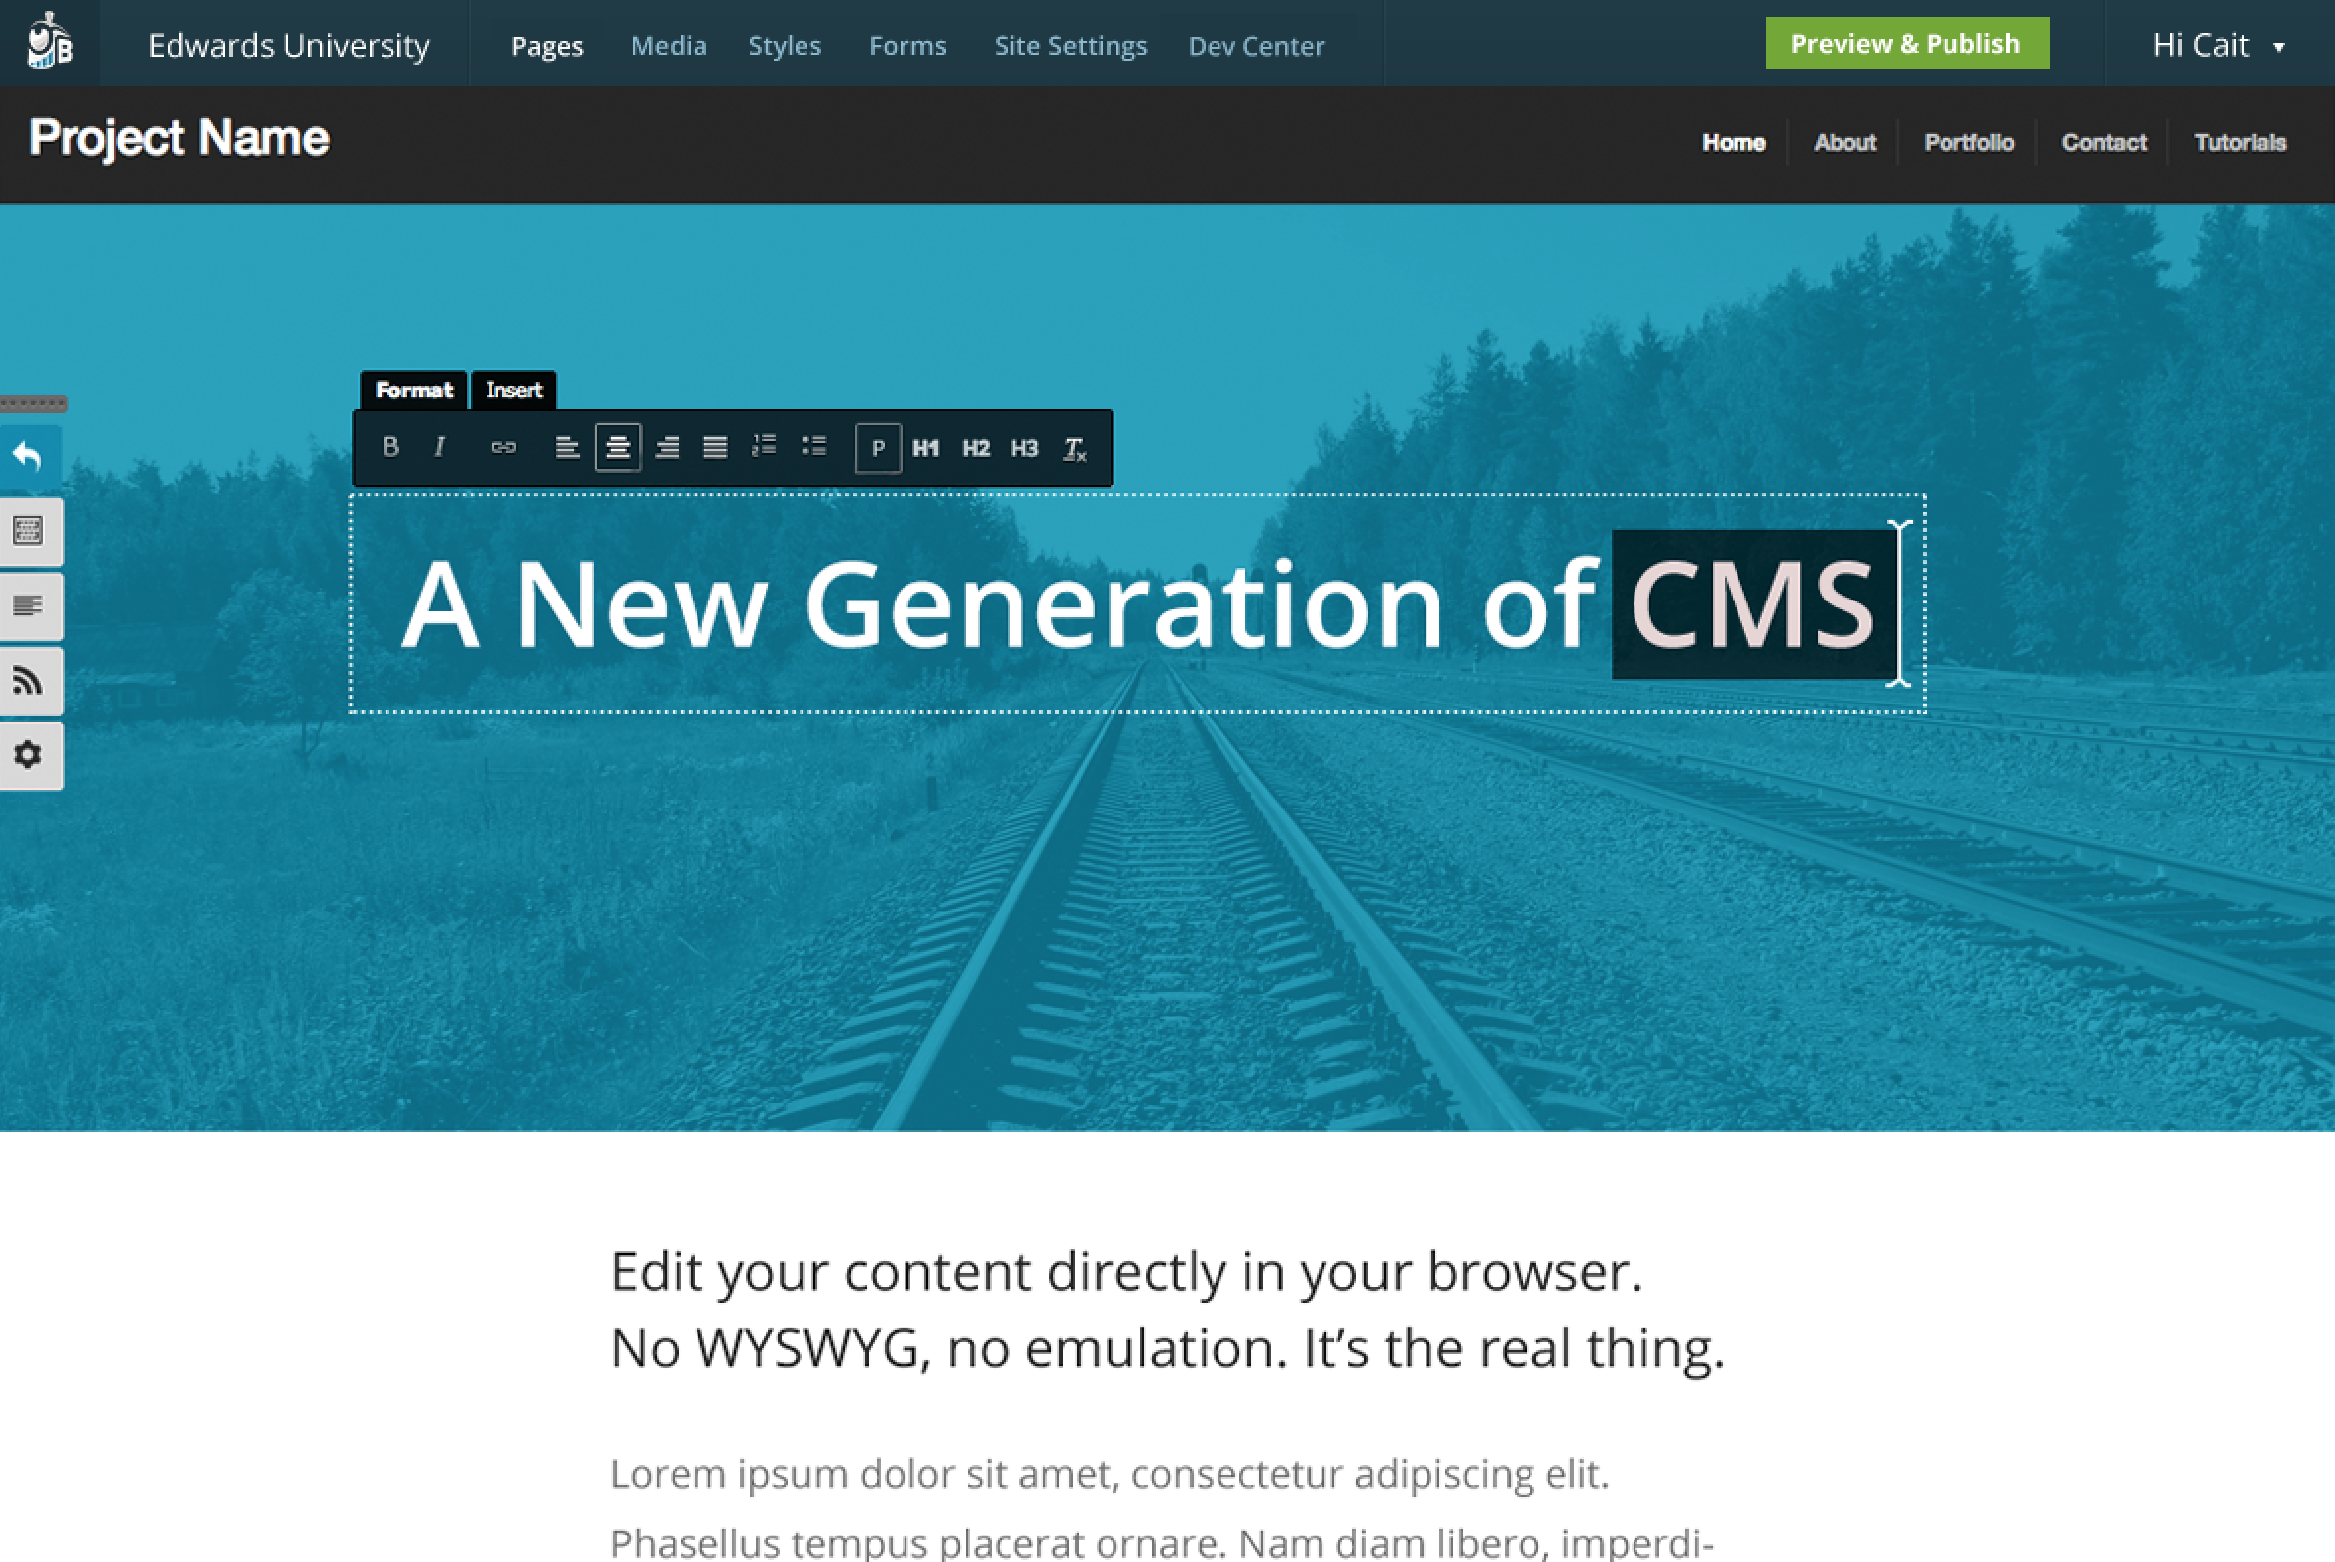 B
Edwards University
Pages Media Styles Forms Site Settings Dev Center
Preview & Publish
Hi Cait
Project Name
Home About Portfolio Contact Tutorials
Format Insert
B I P H1 H2 H3 Tx
A New Generation of CMS
Edit your content directly in your browser.
No WYSWYG, no emulation. It’s the real thing.
Lorem ipsum dolor sit amet, consectetur adipiscing elit.
Phasellus tempus placerat ornare. Nam diam libero, imperdi-